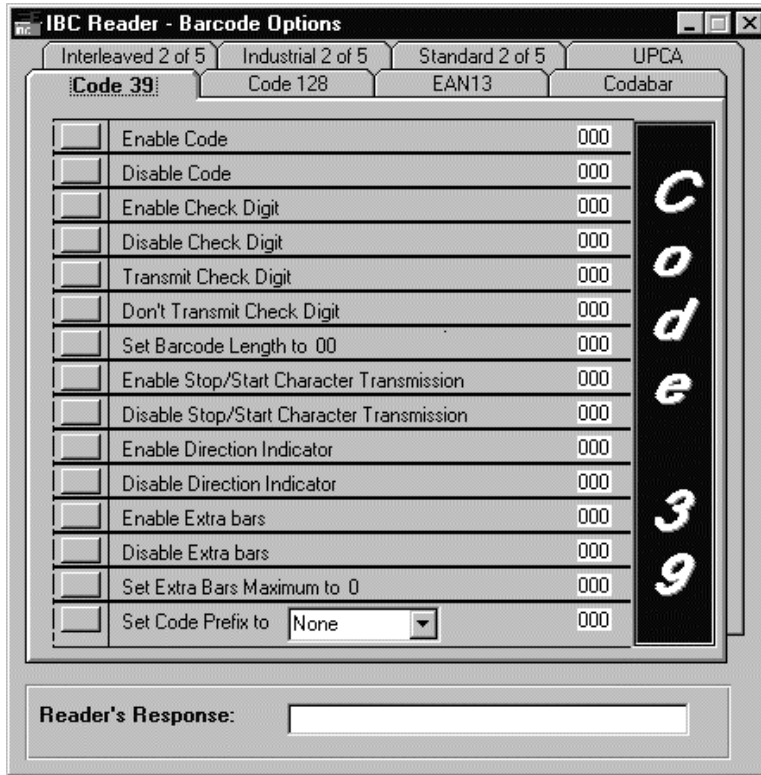 IBC Reader - Barcode Options
Interleaved 2 of 5 Industrial 2 of 5 Standard 2 of 5 UPCA
Code 39 Code 128 EAN13 Codabar
Enable Code 000
Disable Code 000
Enable Check Digit 000
Disable Check Digit 000
Transmit Check Digit 000
Don't Transmit Check Digit 000
Set Barcode Length to 00 000
Enable Stop/Start Character Transmission 000
Disable Stop/Start Character Transmission 000
Enable Direction Indicator 000
Disable Direction Indicator 000
Enable Extra bars 000
Disable Extra bars 000
Set Extra Bars Maximum to 0 000
Set Code Prefix to None 000
Code 39
Reader's Response: